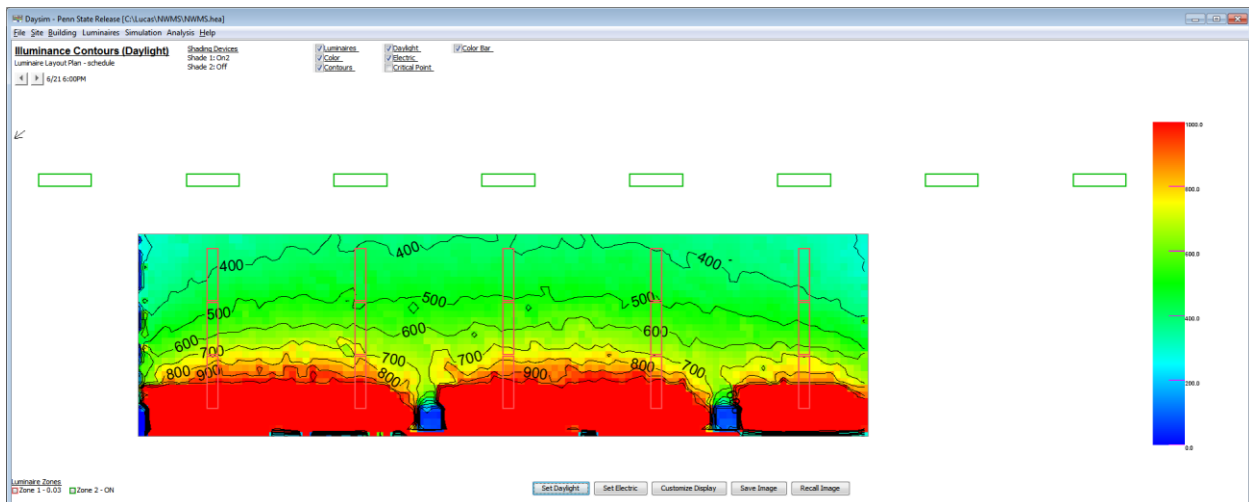 Daysim - Penn State Release [C:\Lucas\NWMS\NWMS.hea]
File Site Building Luminaires Simulation Analysis Help
Illuminance Contours (Daylight)
Luminaire Layout Plan - schedule
6/21 6:00PM
Shading Devices
Shade 1: On2
Shade 2: Off
Luminaires Daylight Color Bar
Color Electric
Contours Critical Point
1000.0
800.0
600.0
400.0
200.0
0.0
400 400 400
500 500 500
600 600 600
700 700 700 700
800 800 800
900 900
Luminaire Zones
Zone 1 - 0.03 Zone 2 - ON
Set Daylight Set Electric Customize Display Save Image Recall Image